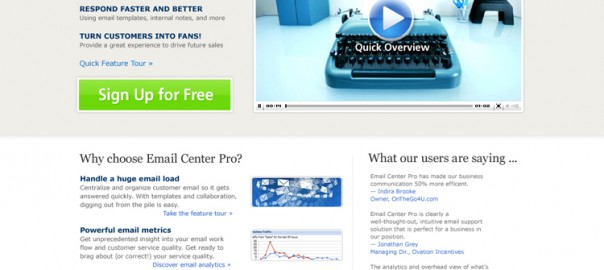 RESPOND FASTER AND BETTER
Using email templates, internal notes, and more
TURN CUSTOMERS INTO FANS!
Provide a great experience to drive future sales
Quick Feature Tour »
Sign Up for Free
Quick Overview
00:14
01:02
Why choose Email Center Pro?
Handle a huge email load
Centralize and organize customer email so it gets
answered quickly. With templates and collaboration,
digging out from the pile is easy.
Take the feature tour »
Powerful email metrics
Get unprecedented insight into your email work
flow and customer service quality. Get ready to
brag about (or correct!) your service quality.
Discover email analytics »
What our users are saying ...
Email Center Pro has made our business
communication 50% more efficent.
— Indira Brooke
Owner, OnTheGo4U.com
Email Center Pro is clearly a
well-thought-out, intuitive email support
solution that is perfect for a business of
our profile.
— Jonathan Grey
Managing Dir., Ovation Incentives
The analytics and overhead view of what's